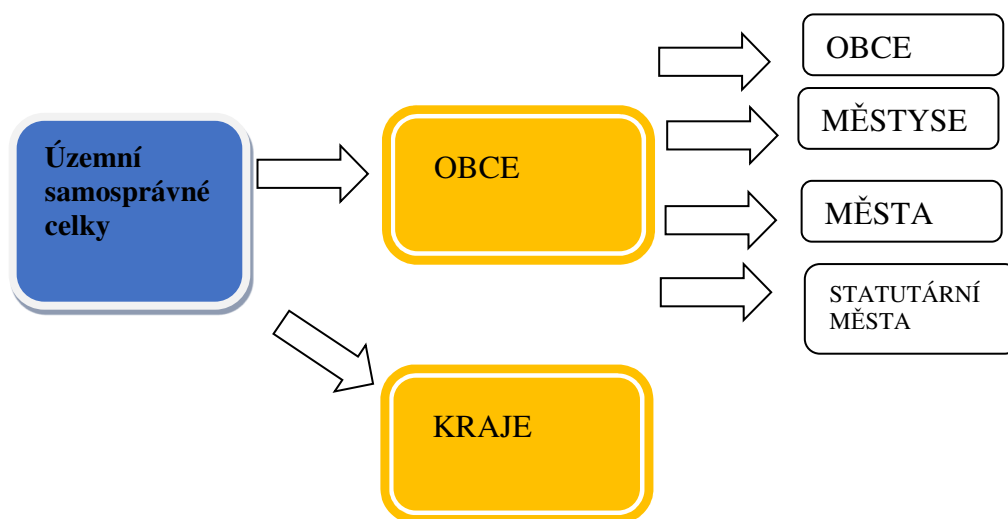 Územní
samosprávné
celky
OBCE
KRAJE
OBCE
MĚSTYSE
MĚSTA
STATUTÁRNÍ
MĚSTA